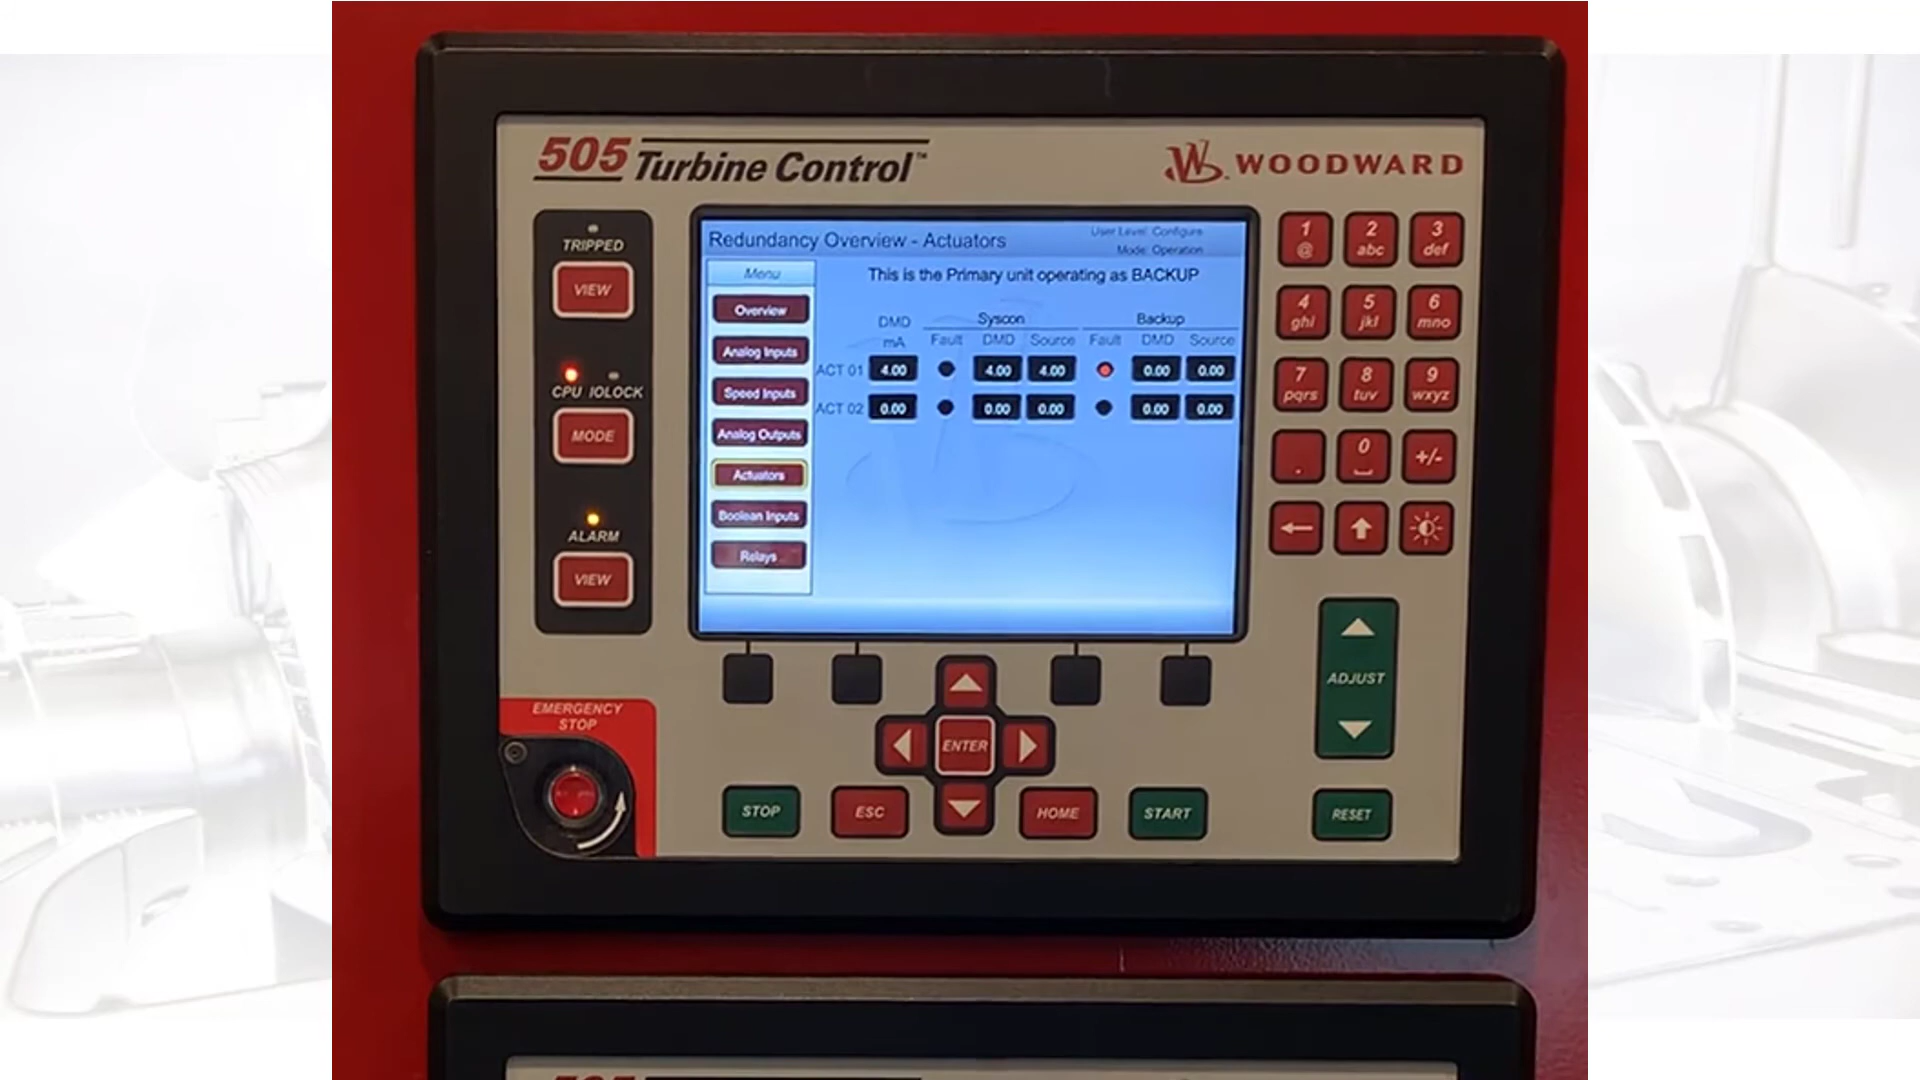 505 Turbine Control™
WOODWARD
TRIPPED
VIEW
CPU IOLOCK
MODE
ALARM
VIEW
EMERGENCY
STOP
Redundancy Overview - Actuators
User Level: Configure
Mode: Operation
Menu
Overview
Analog Inputs
Speed Inputs
Analog Outputs
Actuators
Boolean Inputs
Relays
This is the Primary unit operating as BACKUP
DMD Syscon Backup
mA Fault DMD Source Fault DMD Source
ACT 01 4.00 4.00 4.00 0.00 0.00
ACT 02 0.00 0.00 0.00 0.00 0.00
1 @
2 abc
3 def
4 ghi
5 jkl
6 mno
7 pqrs
8 tuv
9 wxyz
.
0
+/-
ADJUST
ENTER
STOP
ESC
HOME
START
RESET